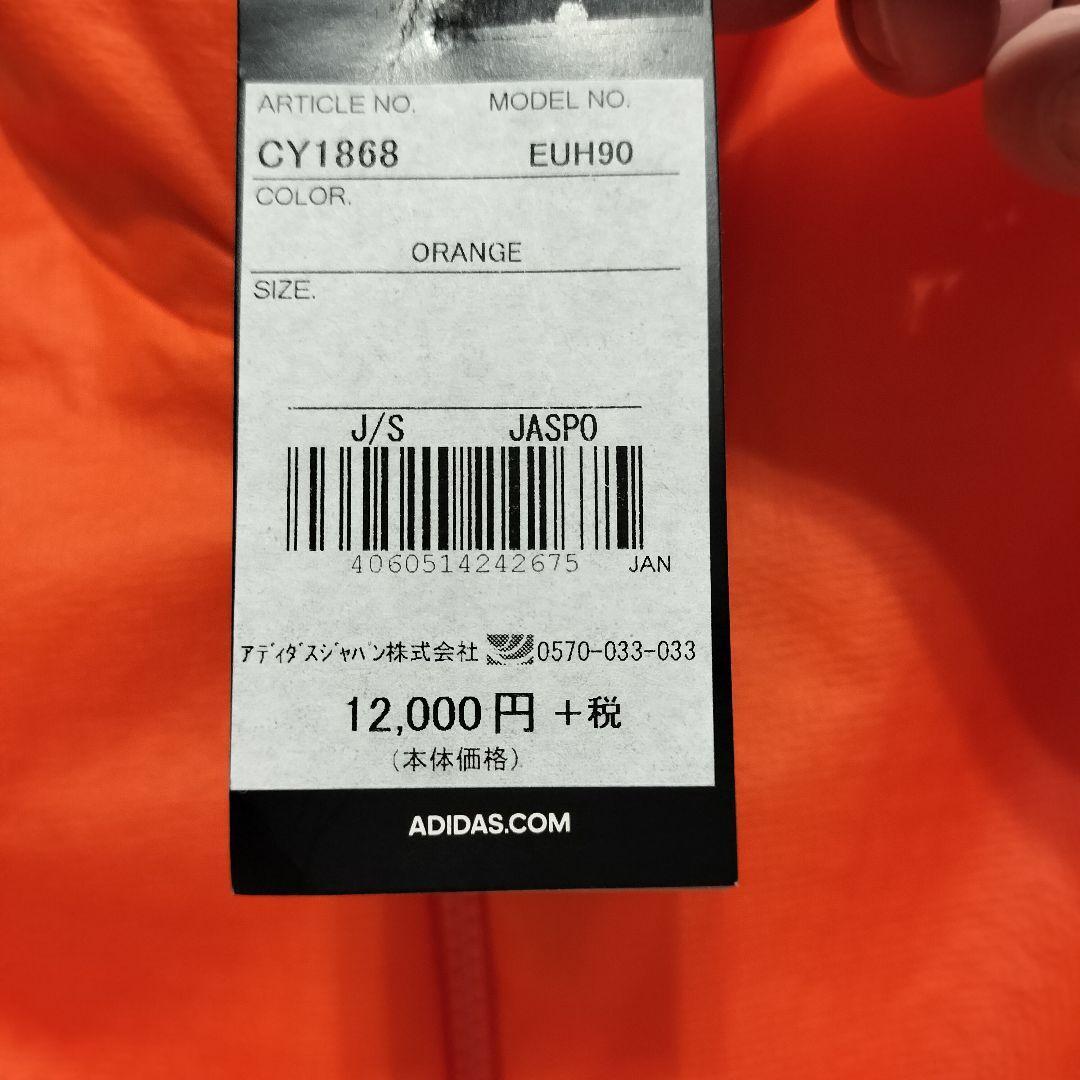 ARTICLE NO. MODEL NO.
CY1868 EUH90
COLOR.
ORANGE
SIZE.
J/S JASPO
4060514242675 JAN
アディダスジャパン株式会社 0570-033-033
12,000円 +税
(本体価格)
ADIDAS.COM